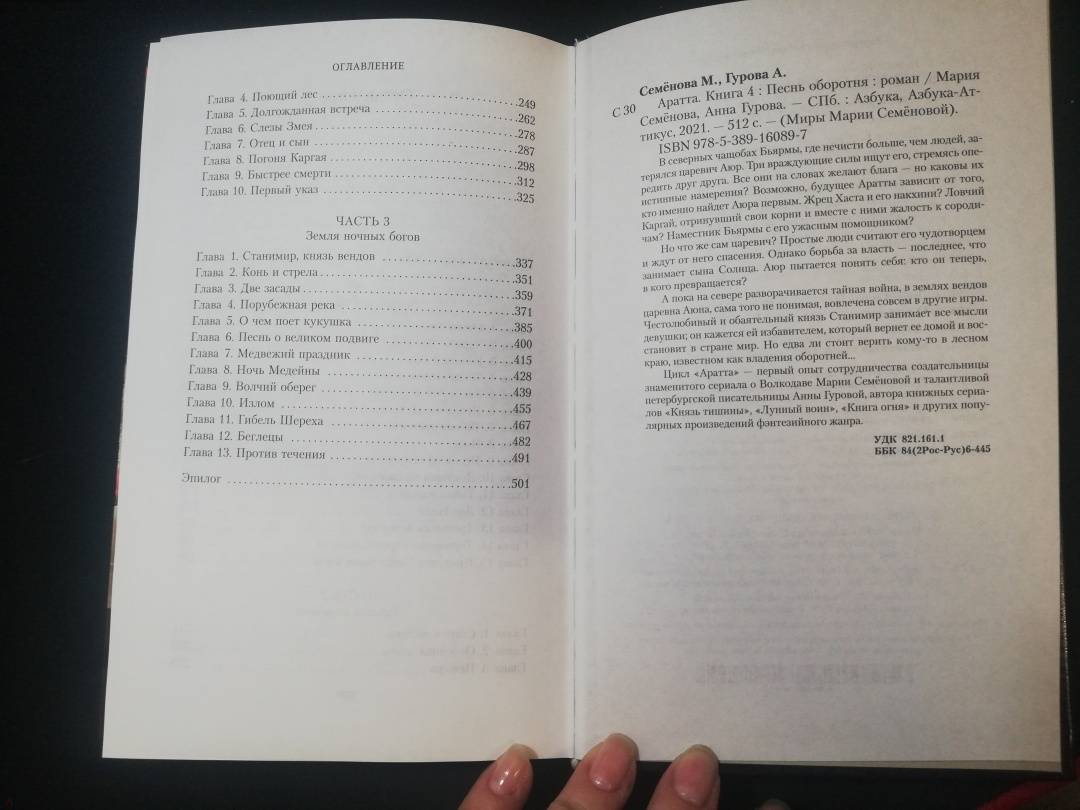 ОГЛАВЛЕНИЕ
Глава 4. Поющий лес ........249
Глава 5. Долгожданная встреча ........262
Глава 6. Слезы Змея ........278
Глава 7. Отец и сын ........287
Глава 8. Погоня Каргая ........298
Глава 9. Быстрее смерти ........312
Глава 10. Первый указ ........325
ЧАСТЬ 3
Земля ночных богов
Глава 1. Станимир, князь вендов ........337
Глава 2. Конь и стрела ........351
Глава 3. Две засады ........359
Глава 4. Порубежная река ........371
Глава 5. О чем поет кукушка ........385
Глава 6. Песнь о великом подвиге ........400
Глава 7. Медвежий праздник ........415
Глава 8. Ночь Медейны ........428
Глава 9. Волчий оберег ........439
Глава 10. Излом ........455
Глава 11. Гибель Шереха ........467
Глава 12. Беглецы ........482
Глава 13. Против течения ........491
Эпилог ........501
Семёнова М., Гурова А.
С 30 Аратта. Книга 4 : Песнь оборотня : роман / Мария
Семёнова, Анна Гурова. — СПб. : Азбука, Азбука-Ат-
тикус, 2021. — 512 с. — (Миры Марии Семёновой).
ISBN 978-5-389-16089-7
В северных чащобах Бьярмы, где нечисти больше, чем людей, за-
терялся царевич Аюр. Три враждующие силы ищут его, стремясь опе-
редить друг друга. Все они на словах желают блага — но каковы их
истинные намерения? Возможно, будущее Аратты зависит от того,
кто именно найдет Аюра первым. Жрец Хаста и его накхини? Ловчий
Каргай, отринувший свои корни и вместе с ними жалость к сороди-
чам? Наместник Бьярмы с его ужасным помощником?
Но что же сам царевич? Простые люди считают его чудотворцем
и ждут от него спасения. Однако борьба за власть — последнее, что
занимает сына Солнца. Аюр пытается понять себя: кто он теперь,
в кого превращается?
А пока на севере разворачивается тайная война, в землях вендов
царевна Аюна, сама того не понимая, вовлечена совсем в другие игры.
Честолюбивый и обаятельный князь Станимир занимает все мысли
девушки; он кажется ей избавителем, который вернет ее домой и вос-
становит в стране мир. Но едва ли стоит верить кому-то в лесном
краю, известном как владения оборотней...
Цикл «Аратта» — первый опыт сотрудничества создательницы
знаменитого сериала о Волкодаве Марии Семёновой и талантливой
петербургской писательницы Анны Гуровой, автора книжных сериа-
лов «Князь тишины», «Лунный воин», «Книга огня» и других попу-
лярных произведений фэнтезийного жанра.
УДК 821.161.1
ББК 84(2Рос-Рус)6-445